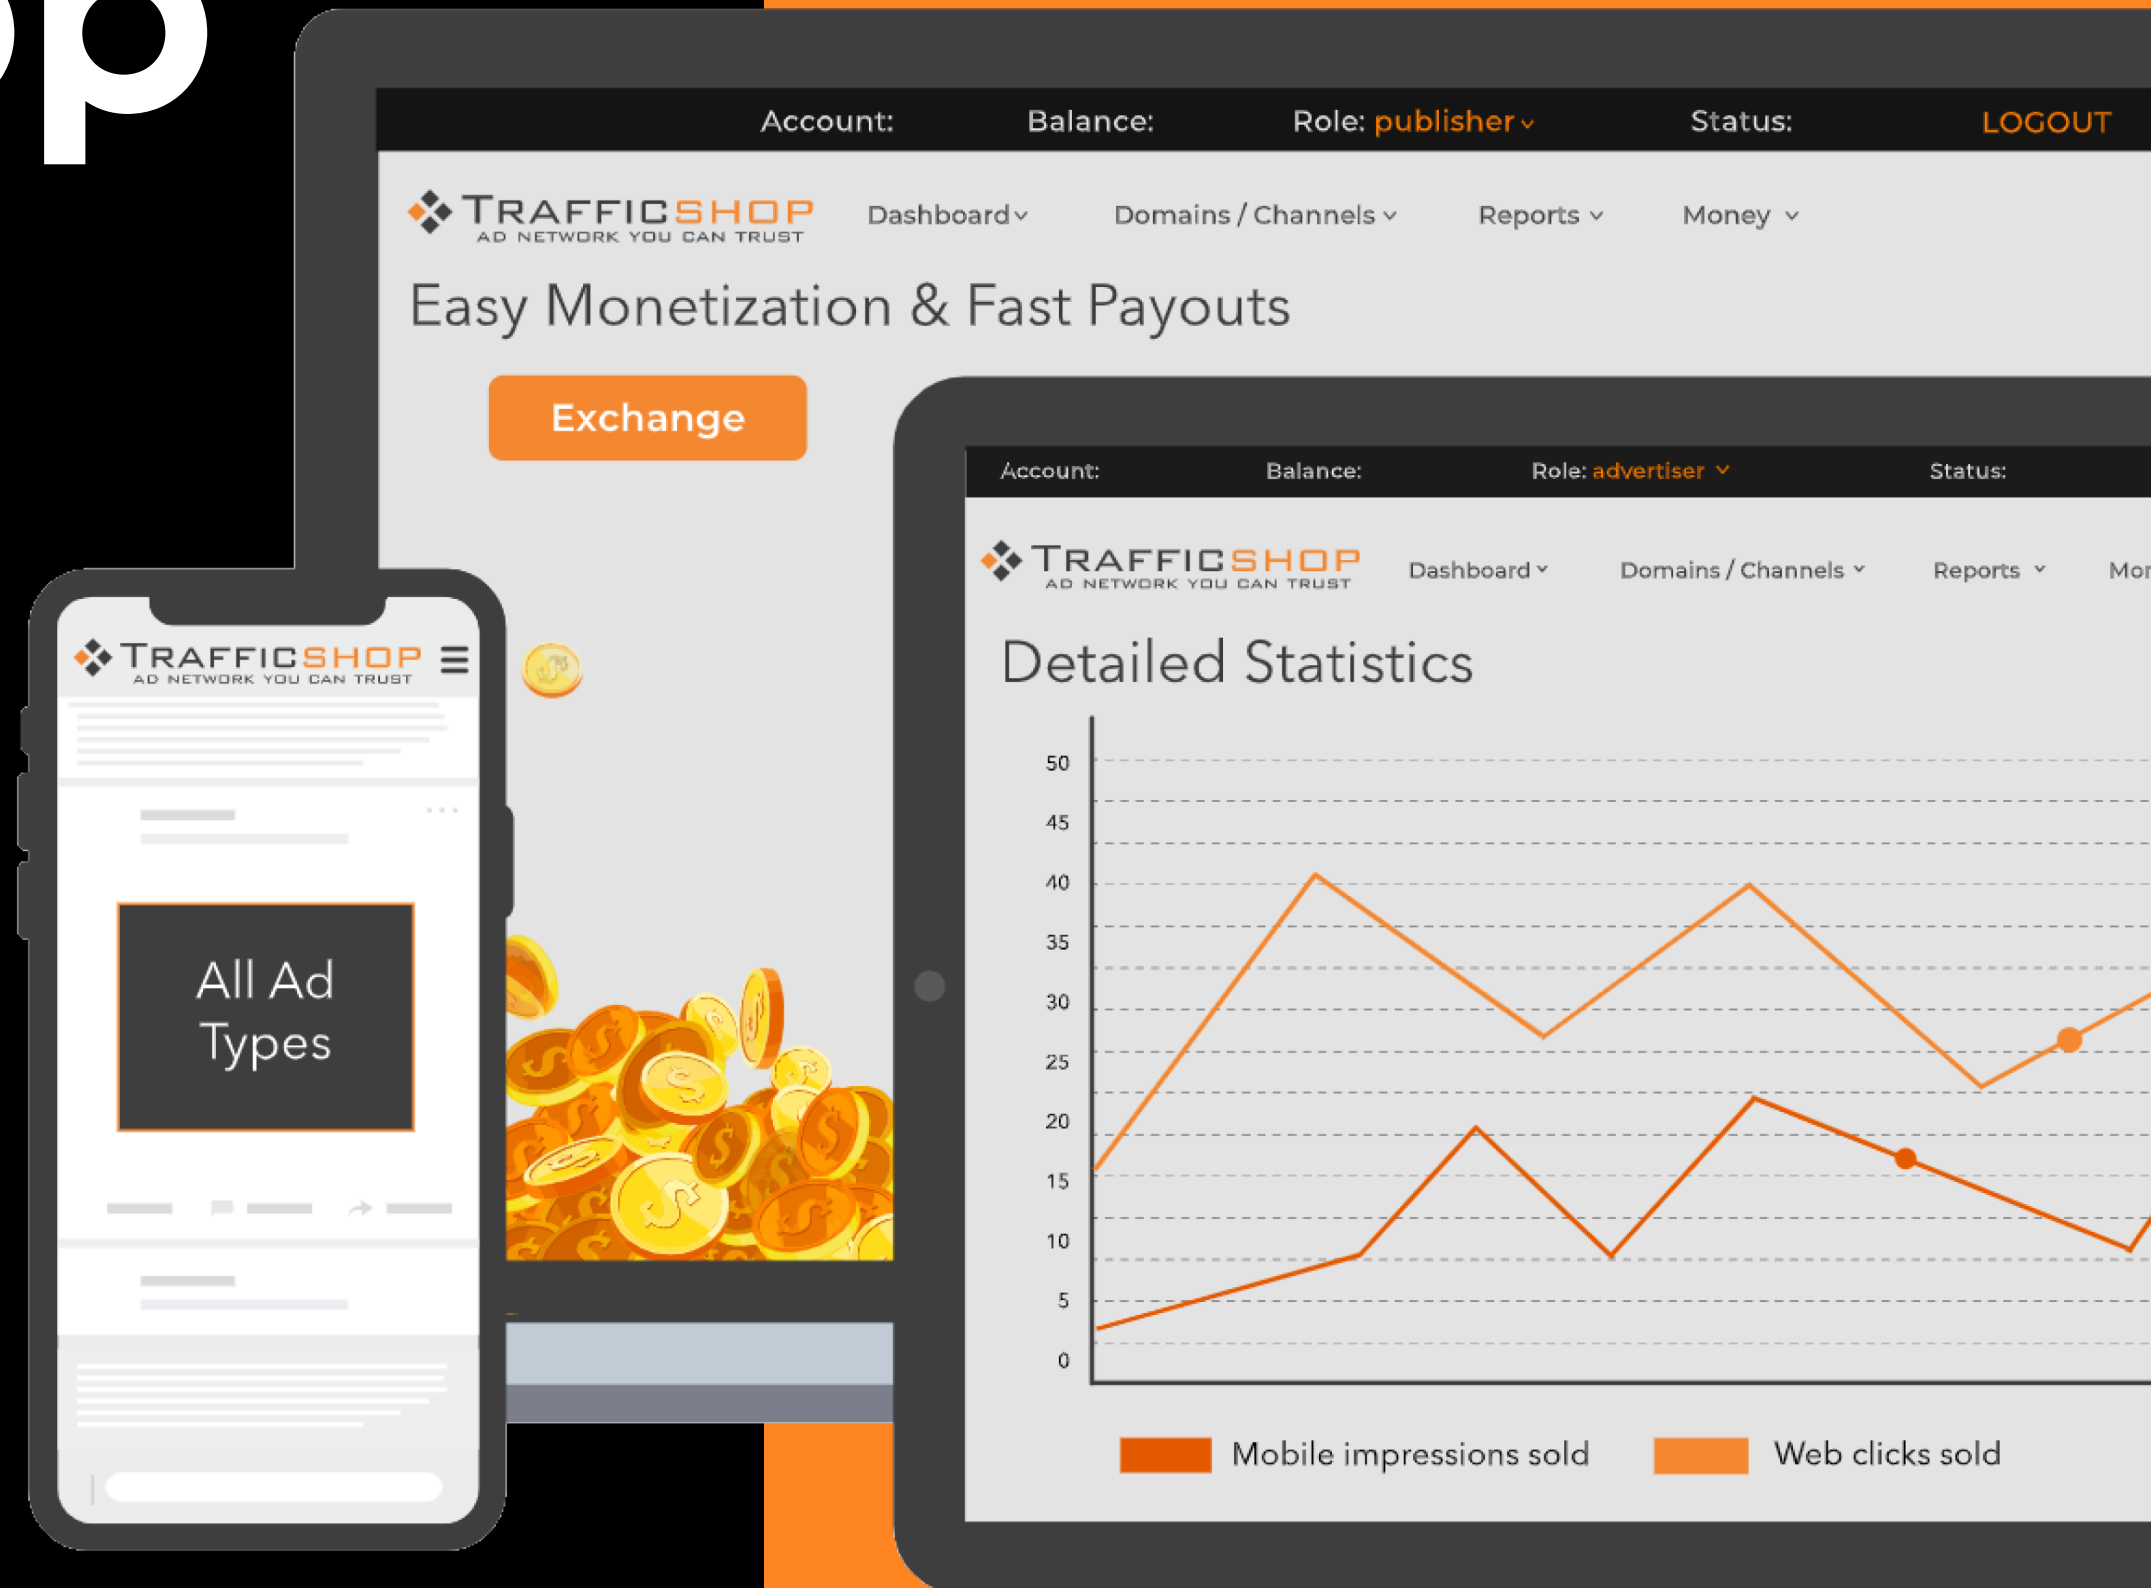 op
Account: Balance: Role: publisher Status: LOGOUT
TRAFFICSHOP Dashboard Domains / Channels Reports Money
AD NETWORK YOU CAN TRUST
Easy Monetization & Fast Payouts
Exchange
Account: Balance: Role: advertiser Status:
TRAFFICSHOP Dashboard Domains / Channels Reports Mon
AD NETWORK YOU CAN TRUST
Detailed Statistics
50
45
40
35
30
25
20
15
10
5
0
Mobile impressions sold Web clicks sold
TRAFFICSHOP
AD NETWORK YOU CAN TRUST
All Ad
Types